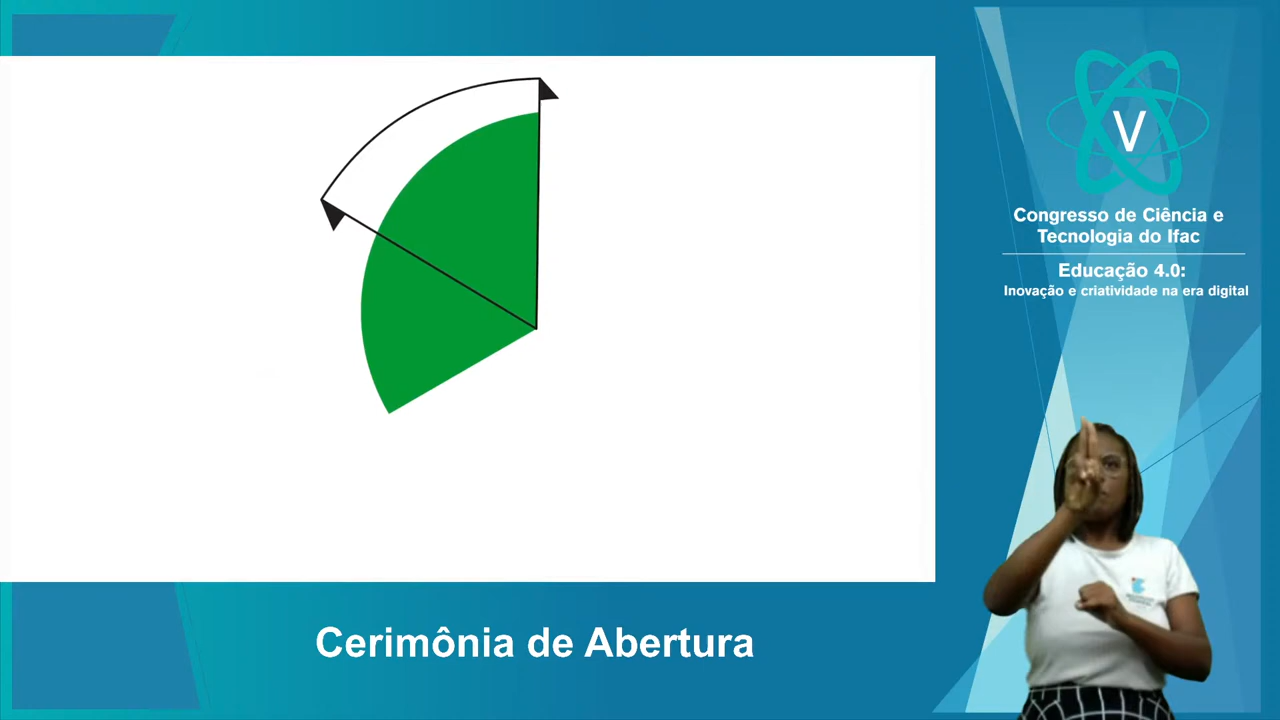 V
Congresso de Ciência e
Tecnologia do Ifac
Educação 4.0:
Inovação e criatividade na era digital
Cerimônia de Abertura